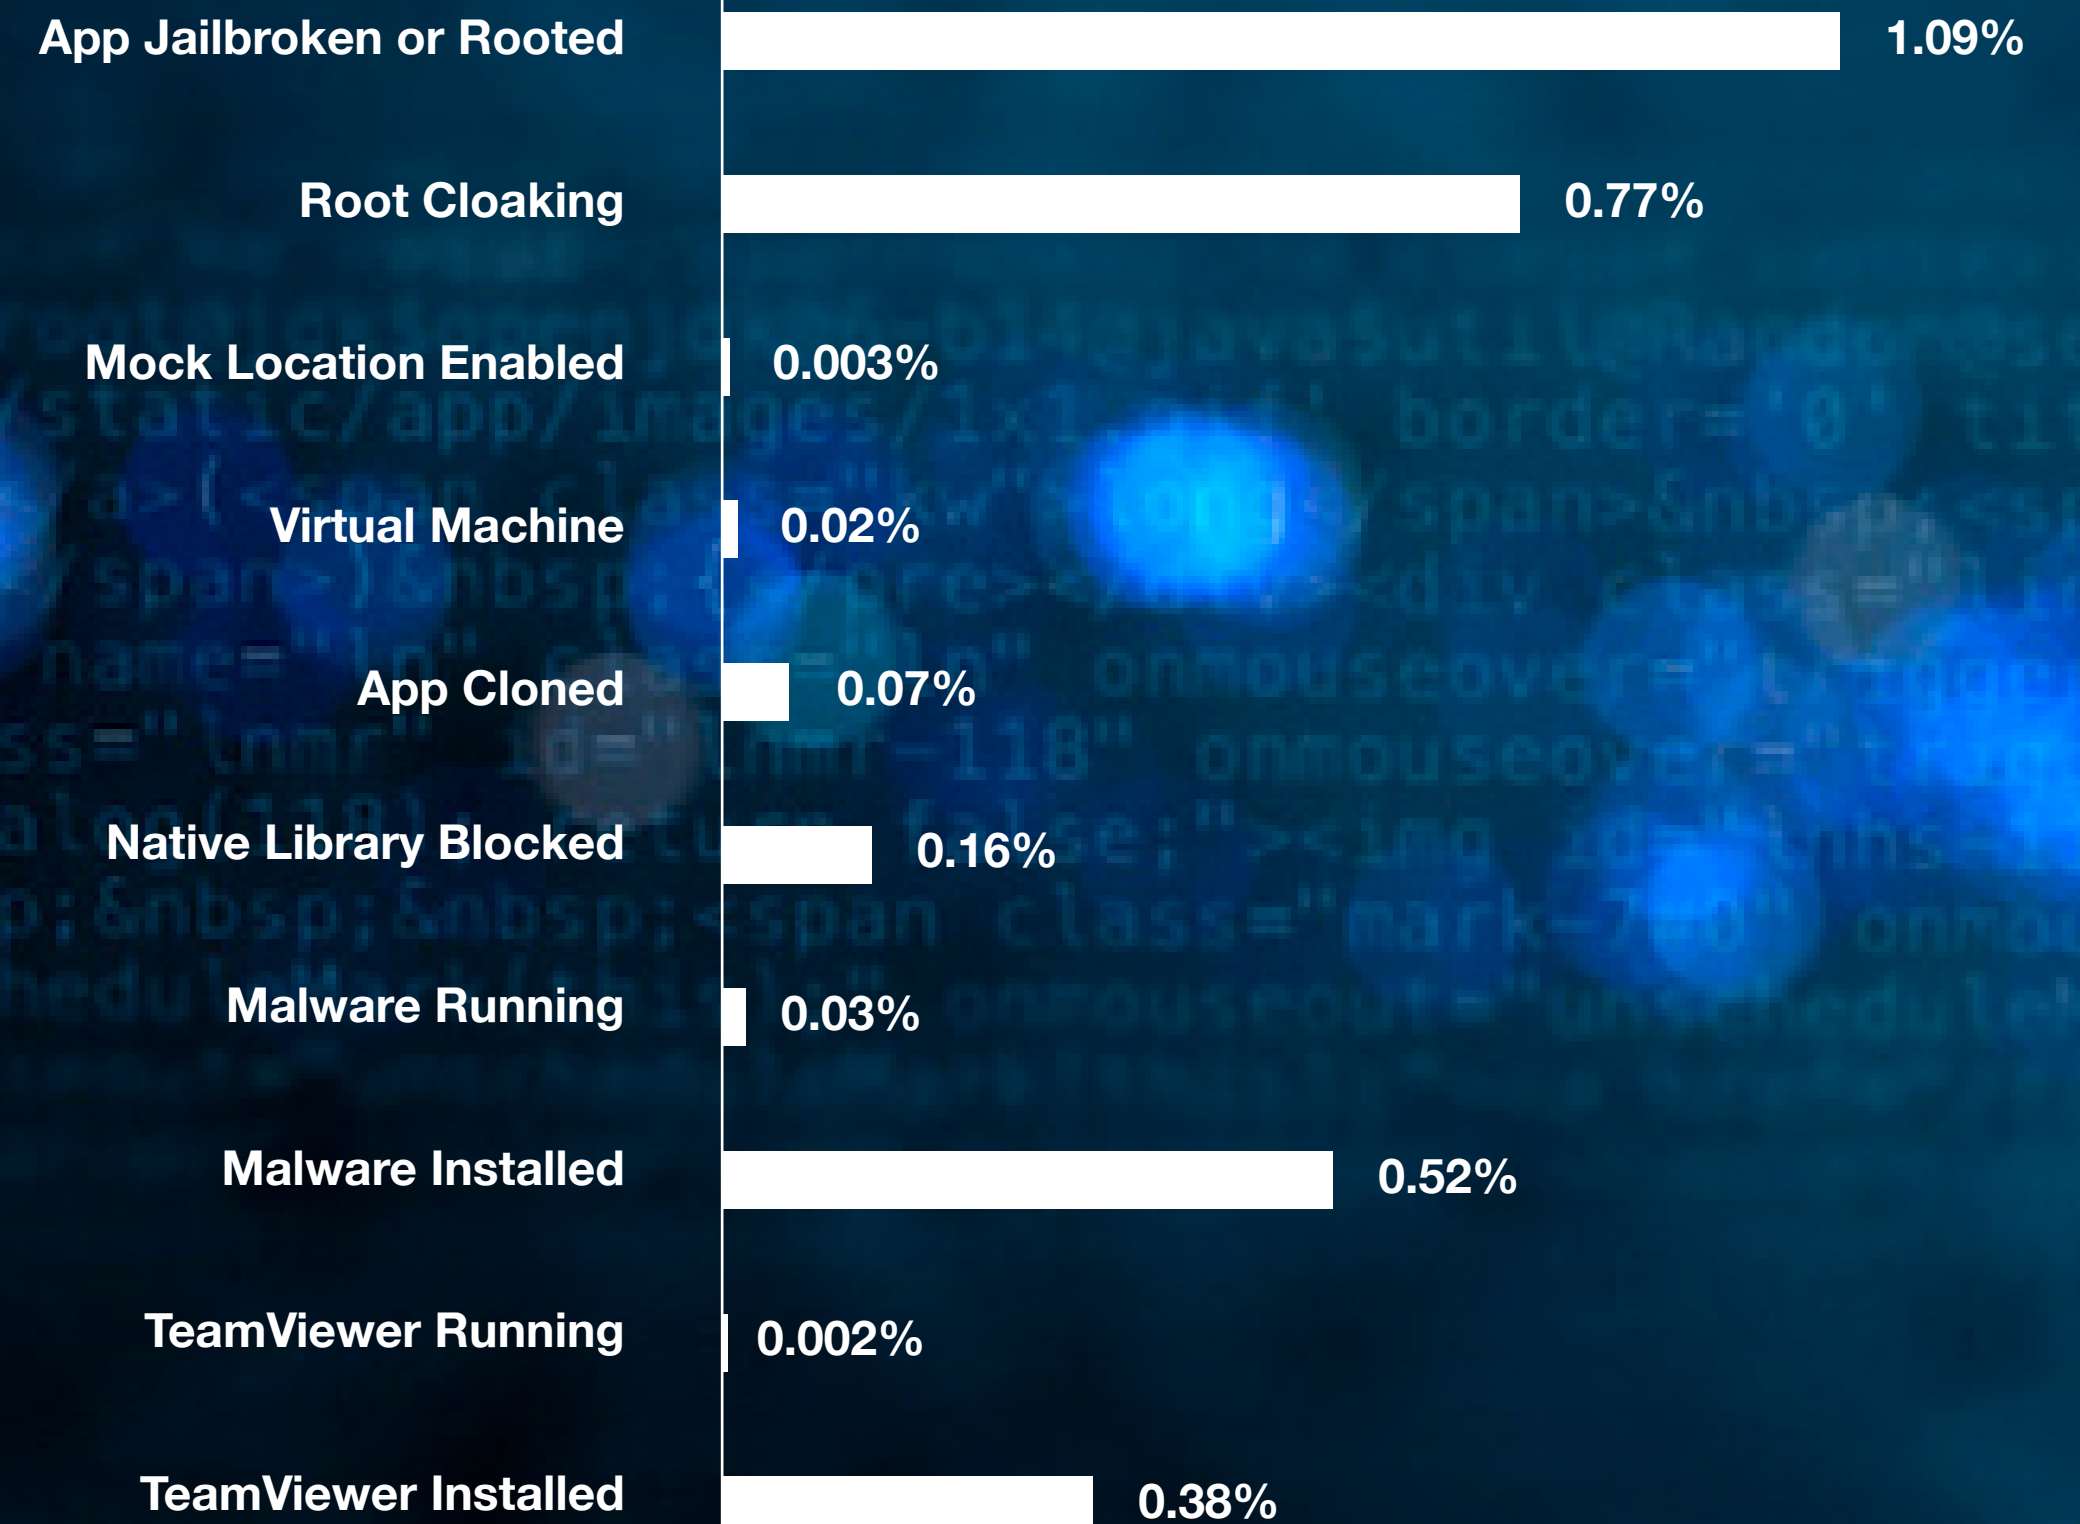 App Jailbroken or Rooted 1.09%
Root Cloaking 0.77%
Mock Location Enabled 0.003%
Virtual Machine 0.02%
App Cloned 0.07%
Native Library Blocked 0.16%
Malware Running 0.03%
Malware Installed 0.52%
TeamViewer Running 0.002%
TeamViewer Installed 0.38%